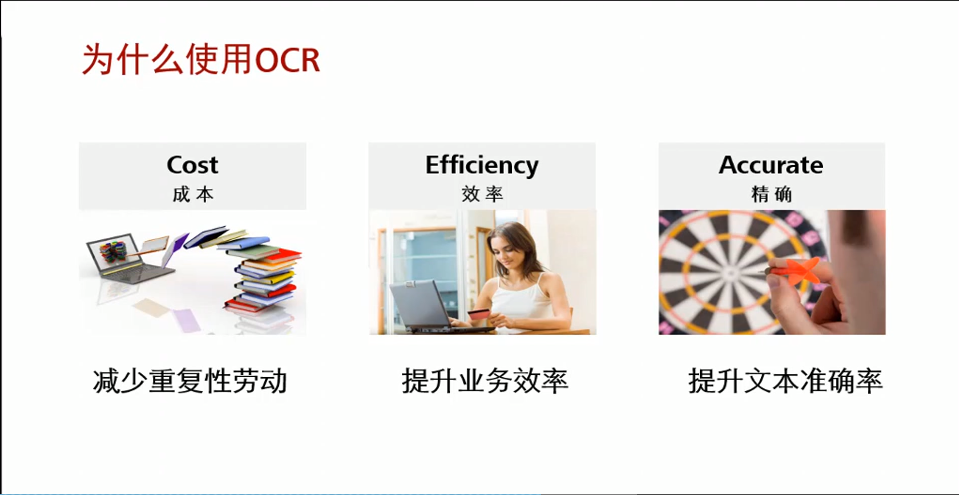 为什么使用OCR
Cost
成本
Efficiency
效率
Accurate
精确
减少重复性劳动
提升业务效率
提升文本准确率